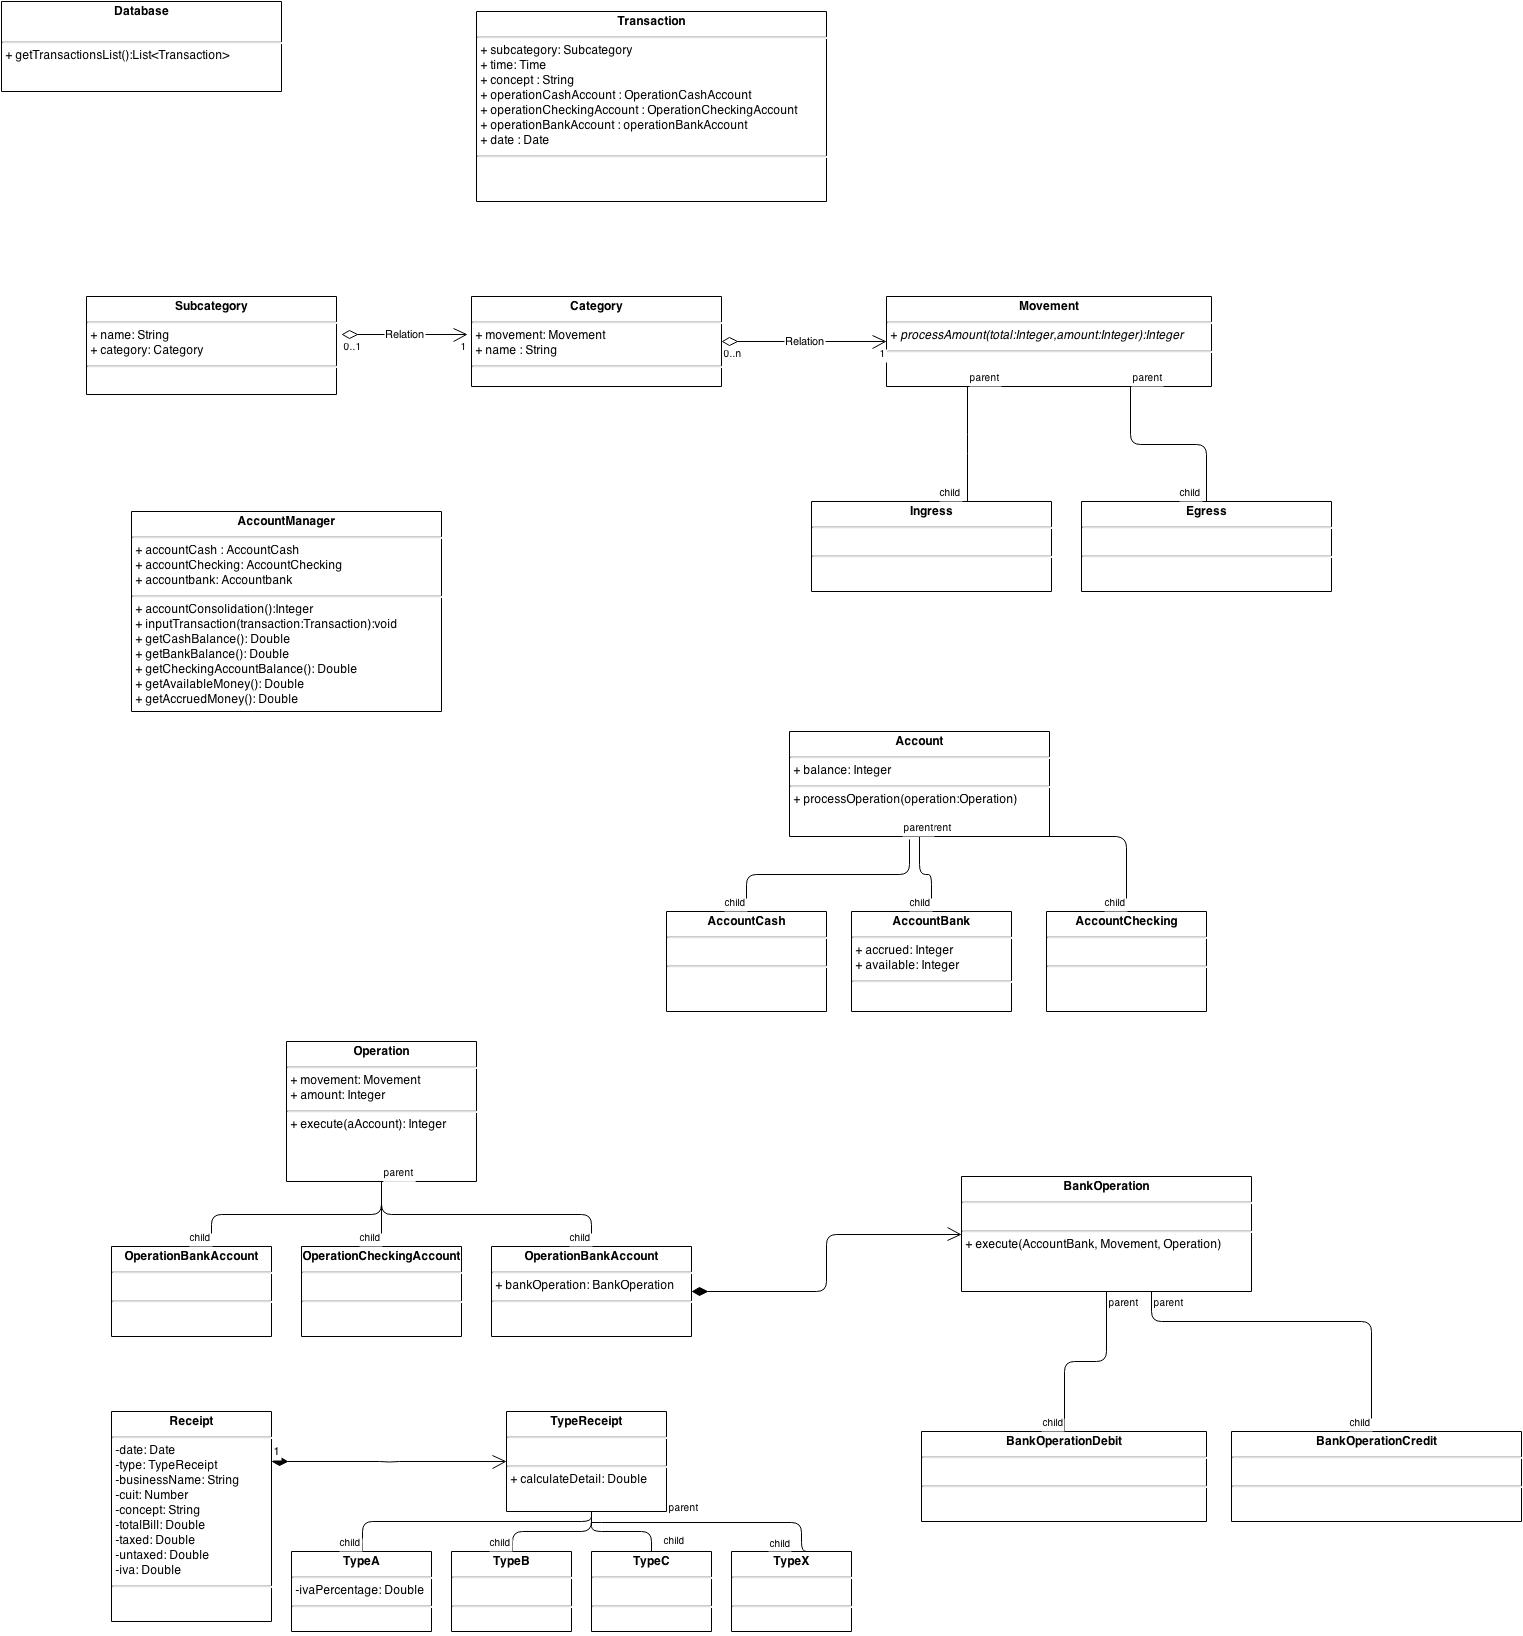 Database
+ getTransactionsList():List<Transaction>
Transaction
+ subcategory: Subcategory
+ time: Time
+ concept : String
+ operationCashAccount : OperationCashAccount
+ operationCheckingAccount : OperationCheckingAccount
+ operationBankAccount : operationBankAccount
+ date : Date
Subcategory
+ name: String
+ category: Category
0..1
Relation
1
Category
+ movement: Movement
+ name : String
0..n
Relation
1
Movement
+ processAmount(total:Integer,amount:Integer):Integer
parent
parent
child
child
Ingress
Egress
AccountManager
+ accountCash : AccountCash
+ accountChecking: AccountChecking
+ accountbank: Accountbank
+ accountConsolidation():Integer
+ inputTransaction(transaction:Transaction):void
+ getCashBalance(): Double
+ getBankBalance(): Double
+ getCheckingAccountBalance(): Double
+ getAvailableMoney(): Double
+ getAccruedMoney(): Double
Account
+ balance: Integer
+ processOperation(operation:Operation)
parentrent
child
child
child
AccountCash
AccountBank
+ accrued: Integer
+ available: Integer
AccountChecking
Operation
+ movement: Movement
+ amount: Integer
+ execute(aAccount): Integer
parent
child
child
child
OperationBankAccount
OperationCheckingAccount
OperationBankAccount
+ bankOperation: BankOperation
BankOperation
+ execute(AccountBank, Movement, Operation)
parent
parent
child
child
BankOperationDebit
BankOperationCredit
Receipt
-date: Date
-type: TypeReceipt
-businessName: String
-cuit: Number
-concept: String
-totalBill: Double
-taxed: Double
-untaxed: Double
-iva: Double
1
TypeReceipt
+ calculateDetail: Double
parent
child
child
child
child
TypeA
-ivaPercentage: Double
TypeB
TypeC
TypeX